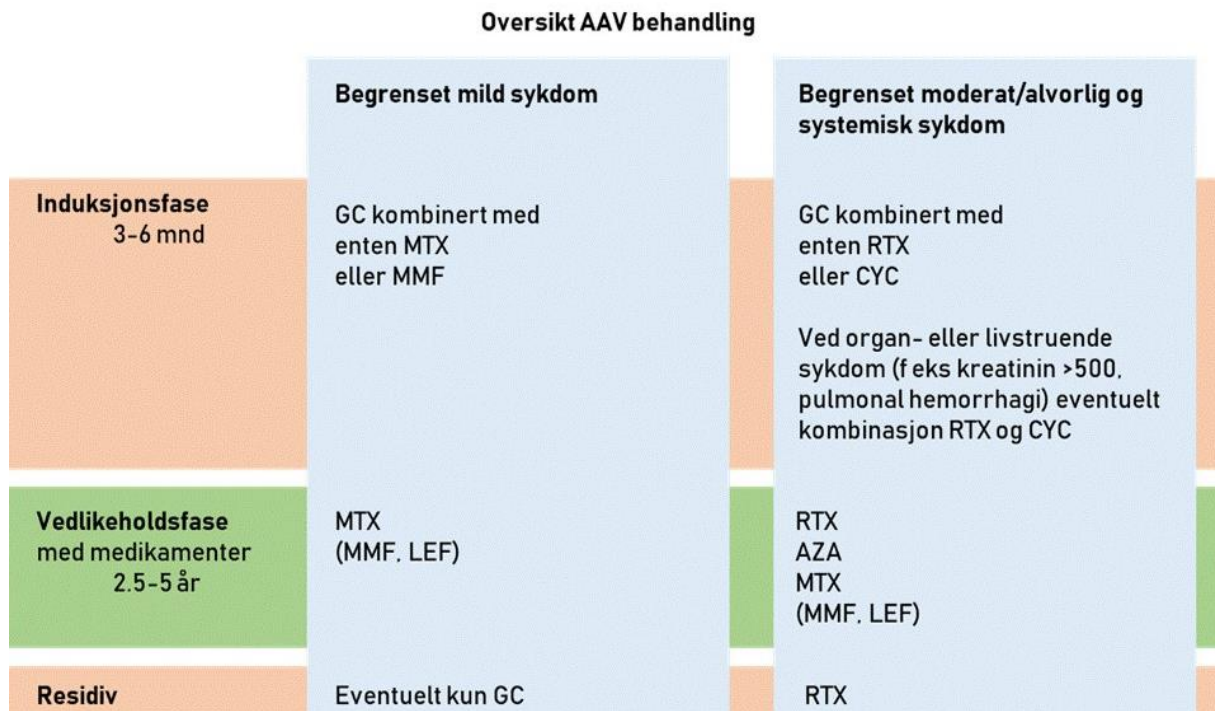 Oversikt AAV behandling
Begrenset mild sykdom
Begrenset moderat/alvorlig og
systemisk sykdom
Induksjonsfase
3-6 mnd
GC kombinert med
enten MTX
eller MMF
GC kombinert med
enten RTX
eller CYC
Ved organ- eller livstruende
sykdom (f eks kreatinin >500,
pulmonal hemorrhagi) eventuelt
kombinasjon RTX og CYC
Vedlikeholdsfase
med medikamenter
2.5-5 år
MTX
(MMF, LEF)
RTX
AZA
MTX
(MMF, LEF)
Residiv
Eventuelt kun GC
RTX